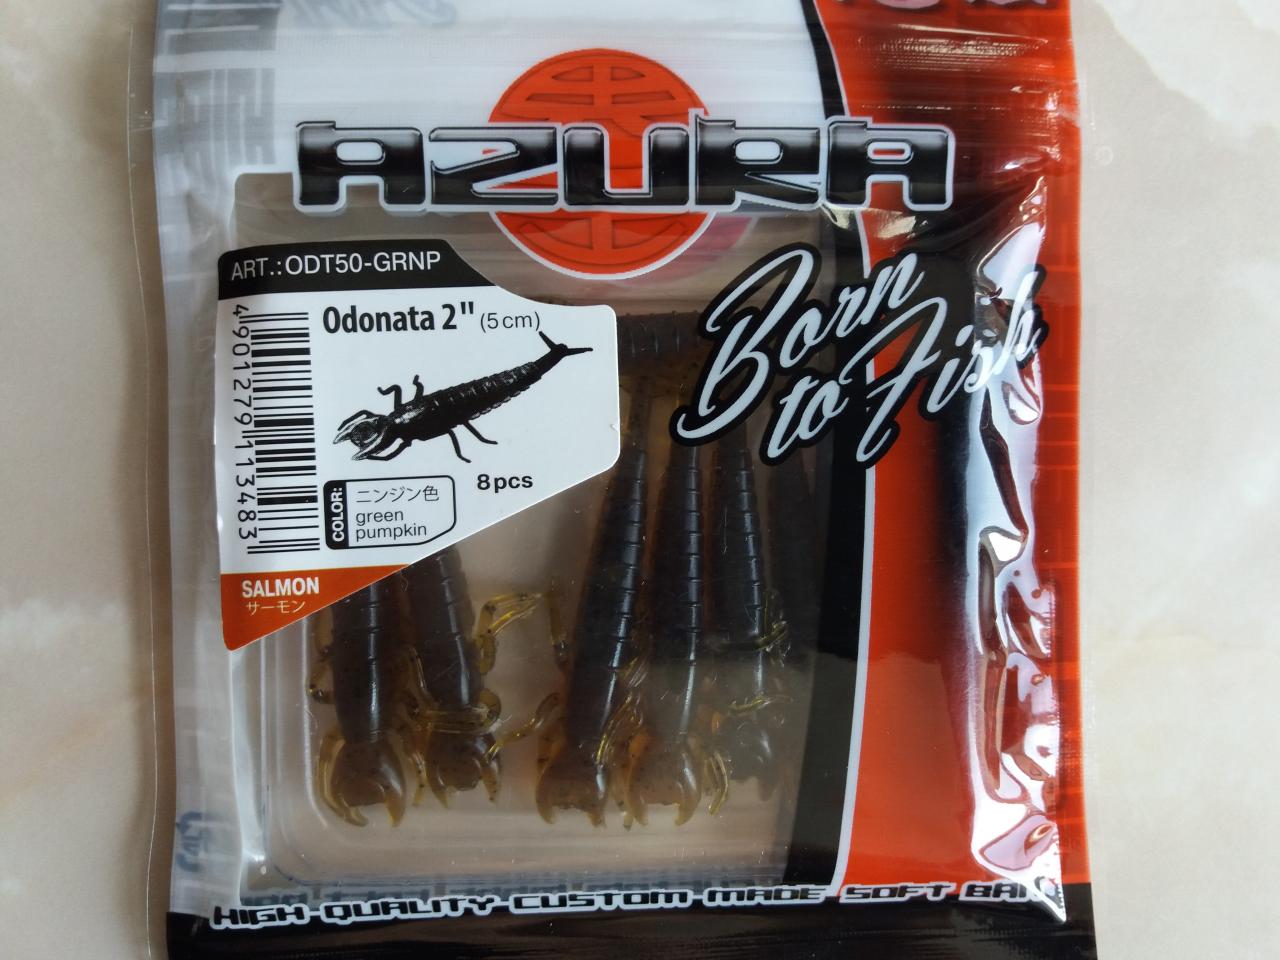 AZURA
ART.:ODT50-GRNP
Odonata 2" (5cm)
4901279113483
8pcs
COLOR:
ニンジン色
green
pumpkin
SALMON
サーモン
Born
to Fish
HIGH-QUALITY CUSTOM MADE SOFT BAIT